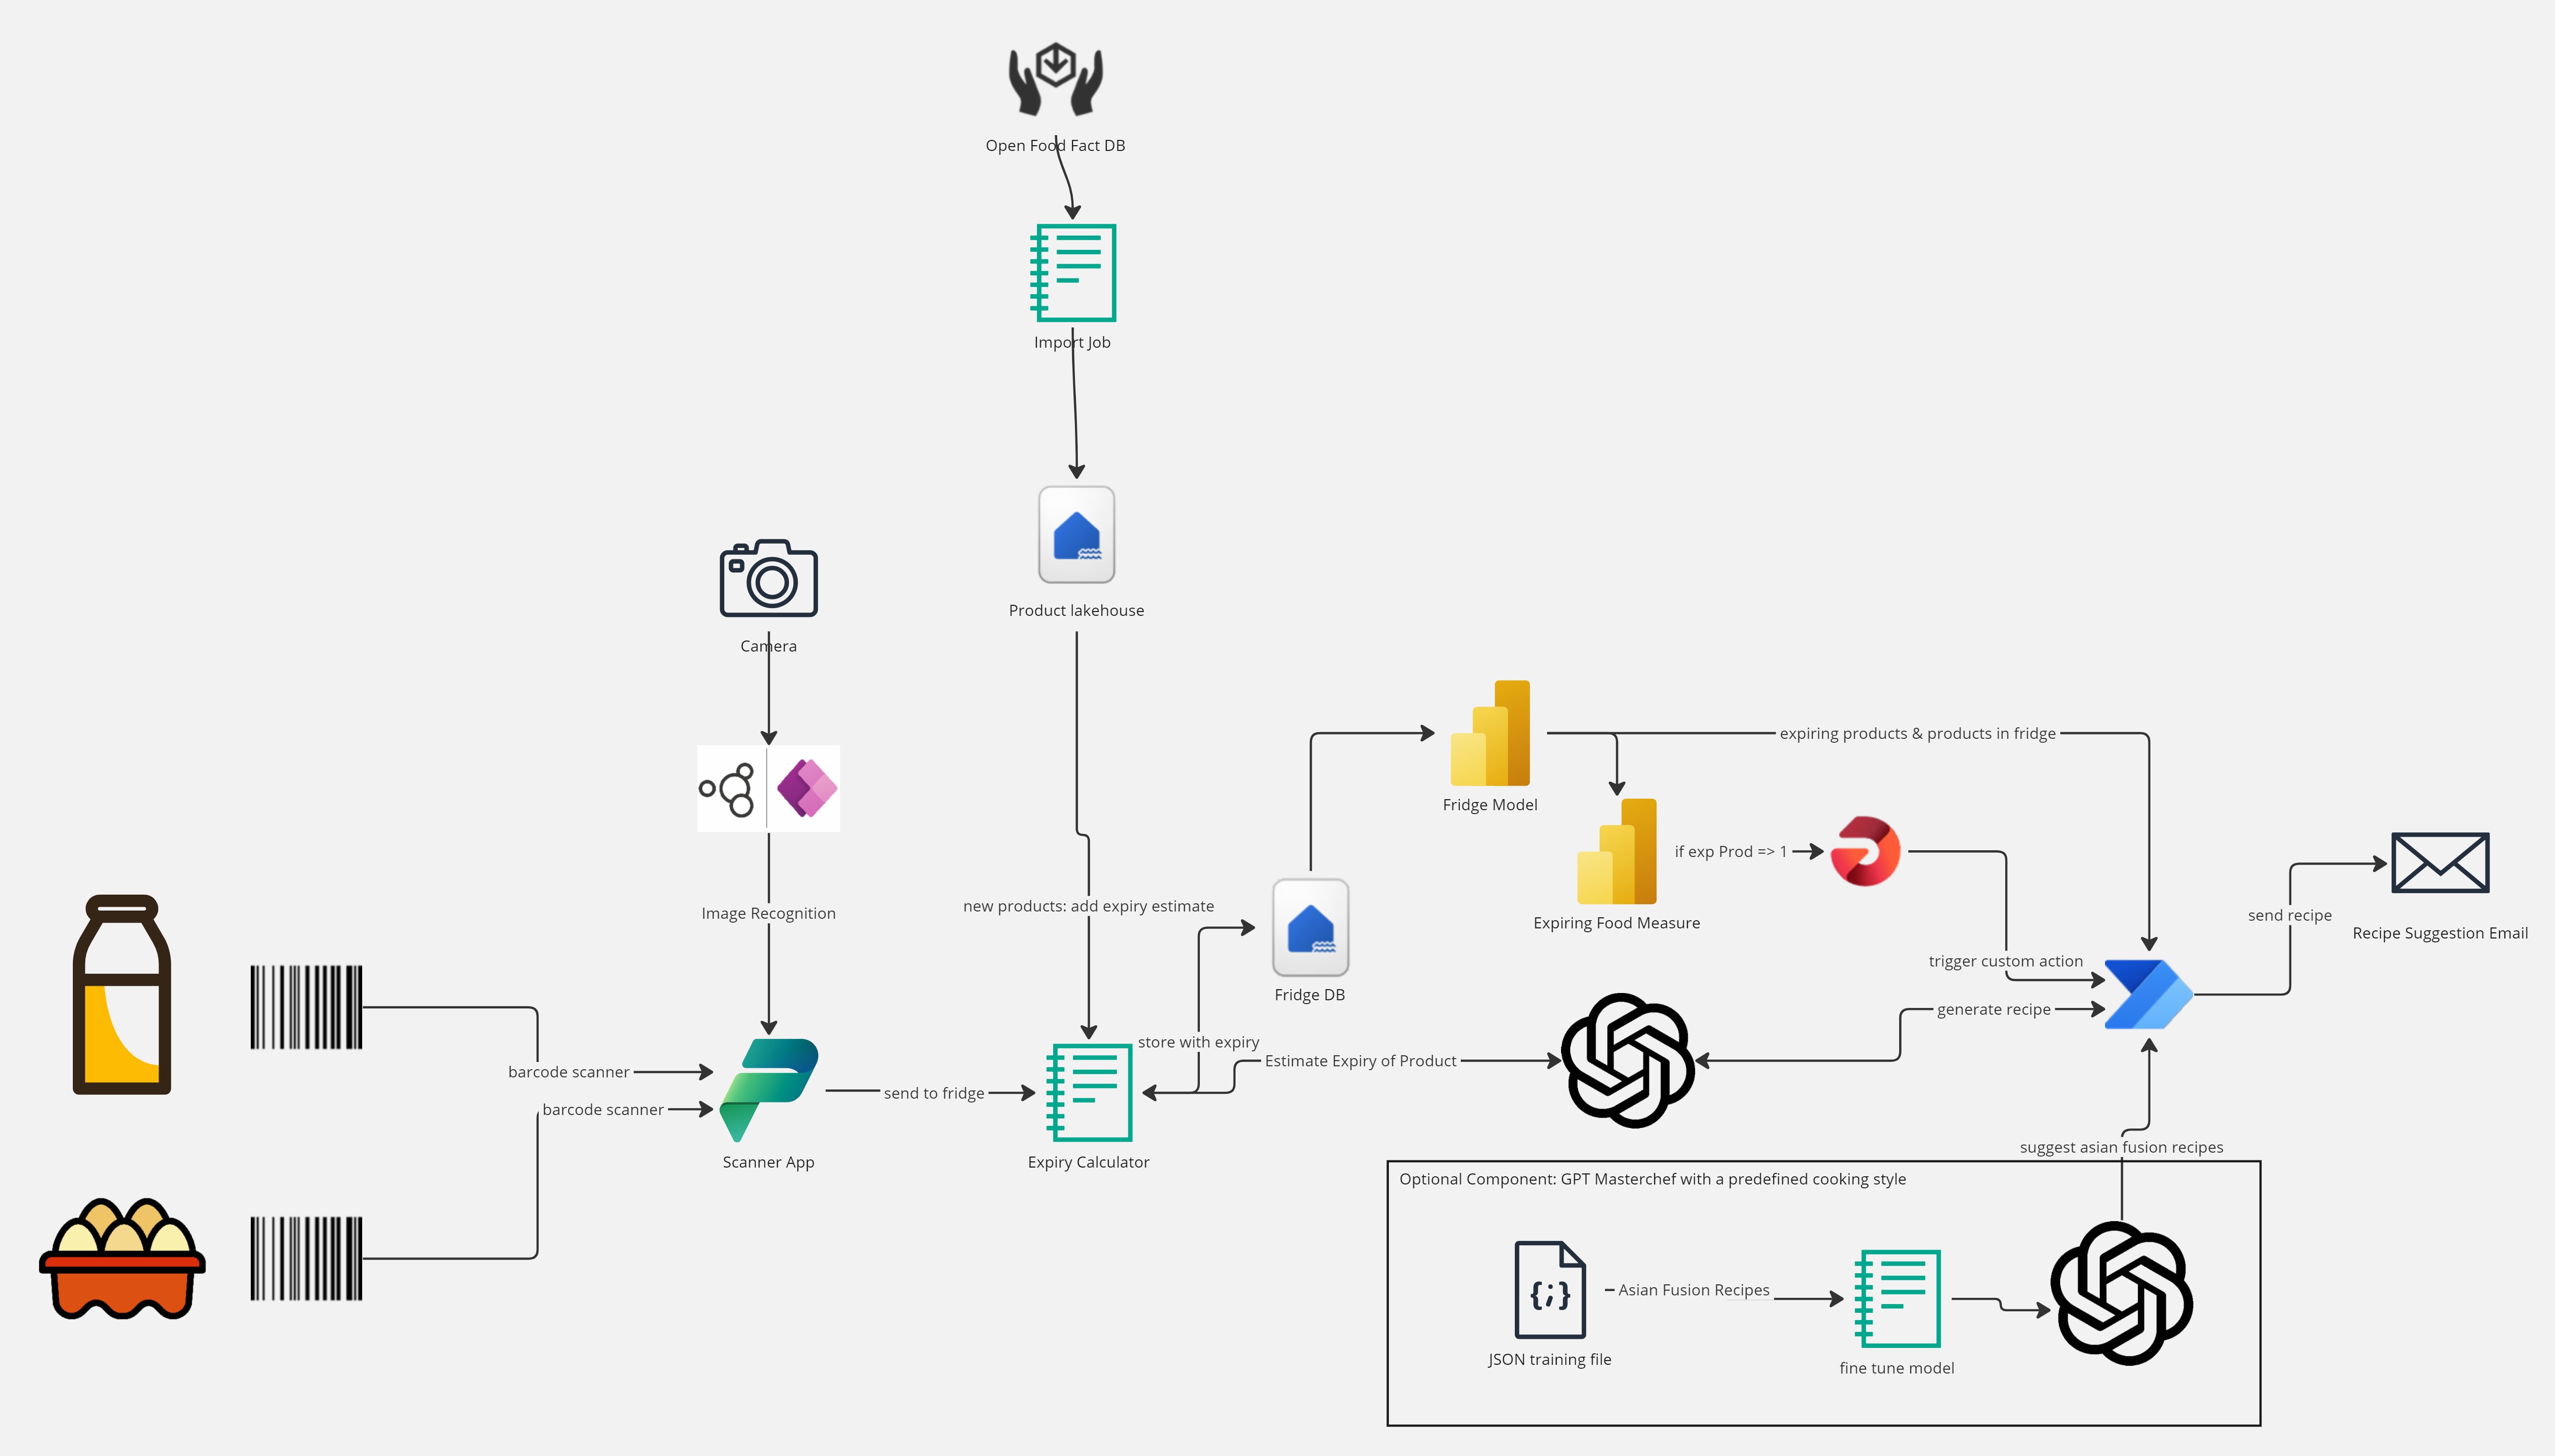 Open Food Fact DB
Import Job
Product lakehouse
Camera
Image Recognition
barcode scanner
barcode scanner
Scanner App
send to fridge
new products: add expiry estimate
Expiry Calculator
store with expiry
Fridge DB
Estimate Expiry of Product
Fridge Model
expiring products & products in fridge
Expiring Food Measure
if exp Prod => 1
trigger custom action
generate recipe
send recipe
Recipe Suggestion Email
suggest asian fusion recipes
Optional Component: GPT Masterchef with a predefined cooking style
{;}
Asian Fusion Recipes
JSON training file
fine tune model